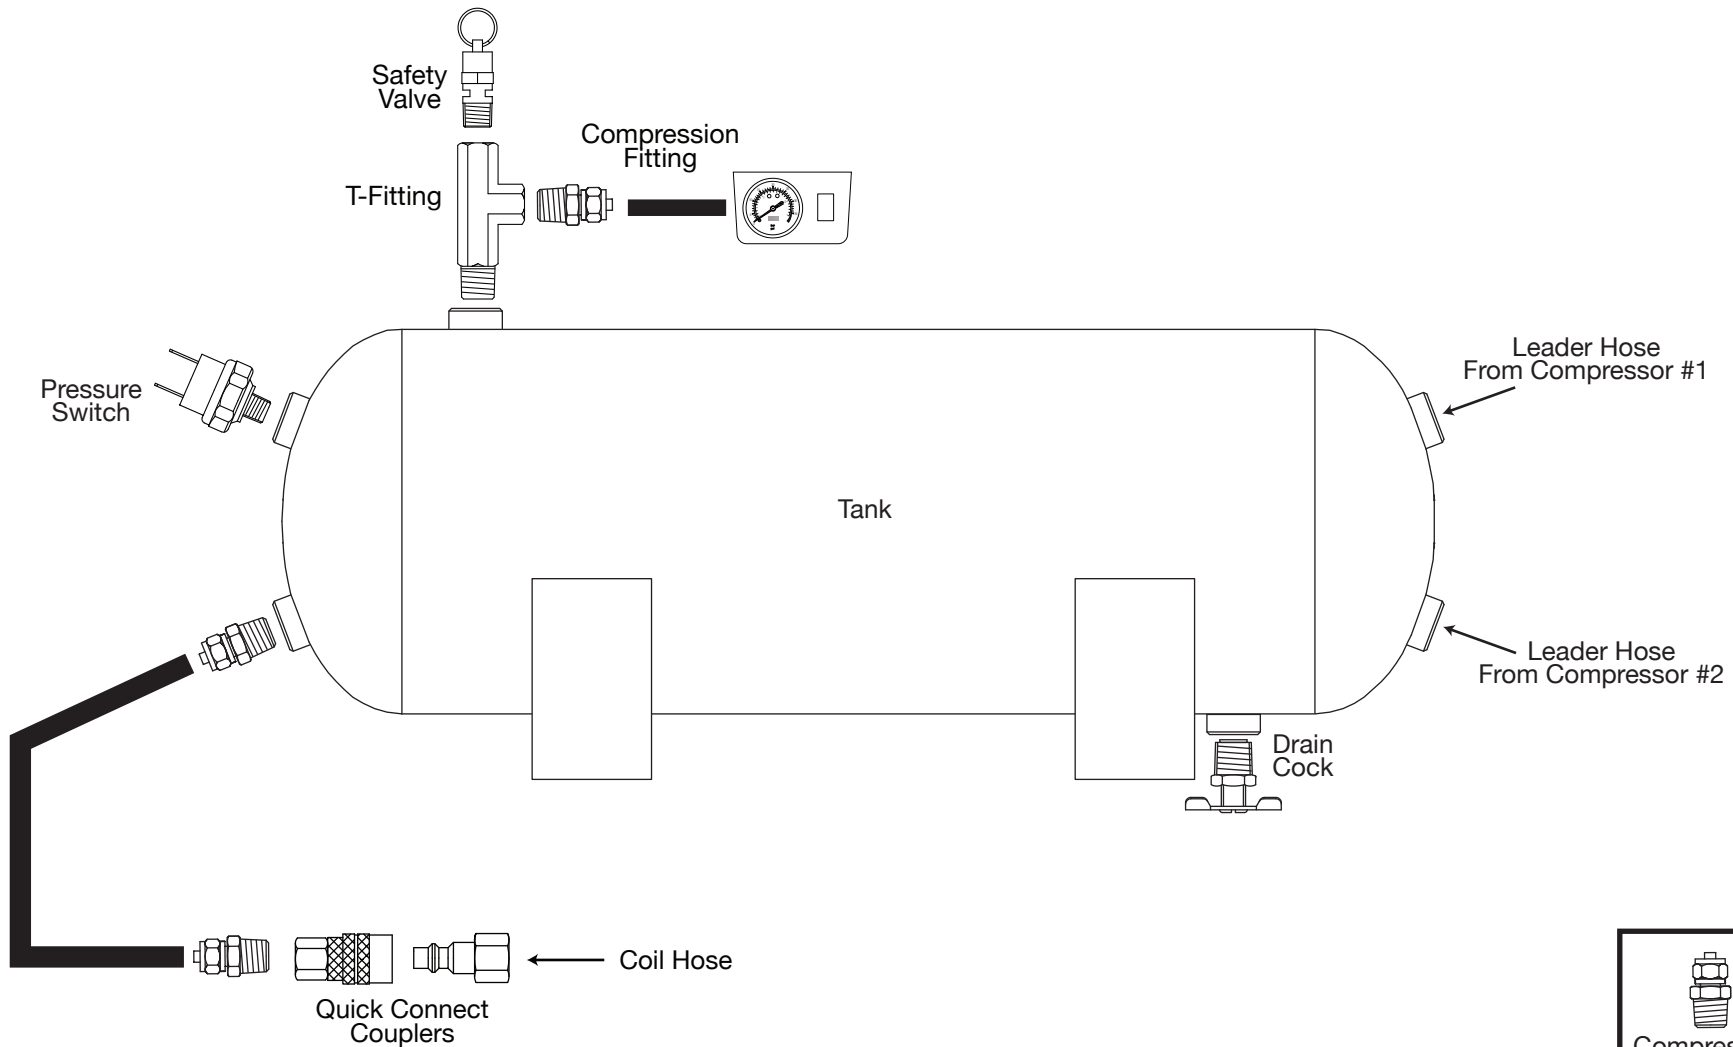 Safety
Valve
Compression
Fitting
T-Fitting
Pressure
Switch
Leader Hose
From Compressor #1
Tank
Leader Hose
From Compressor #2
Drain
Cock
Coil Hose
Quick Connect
Couplers